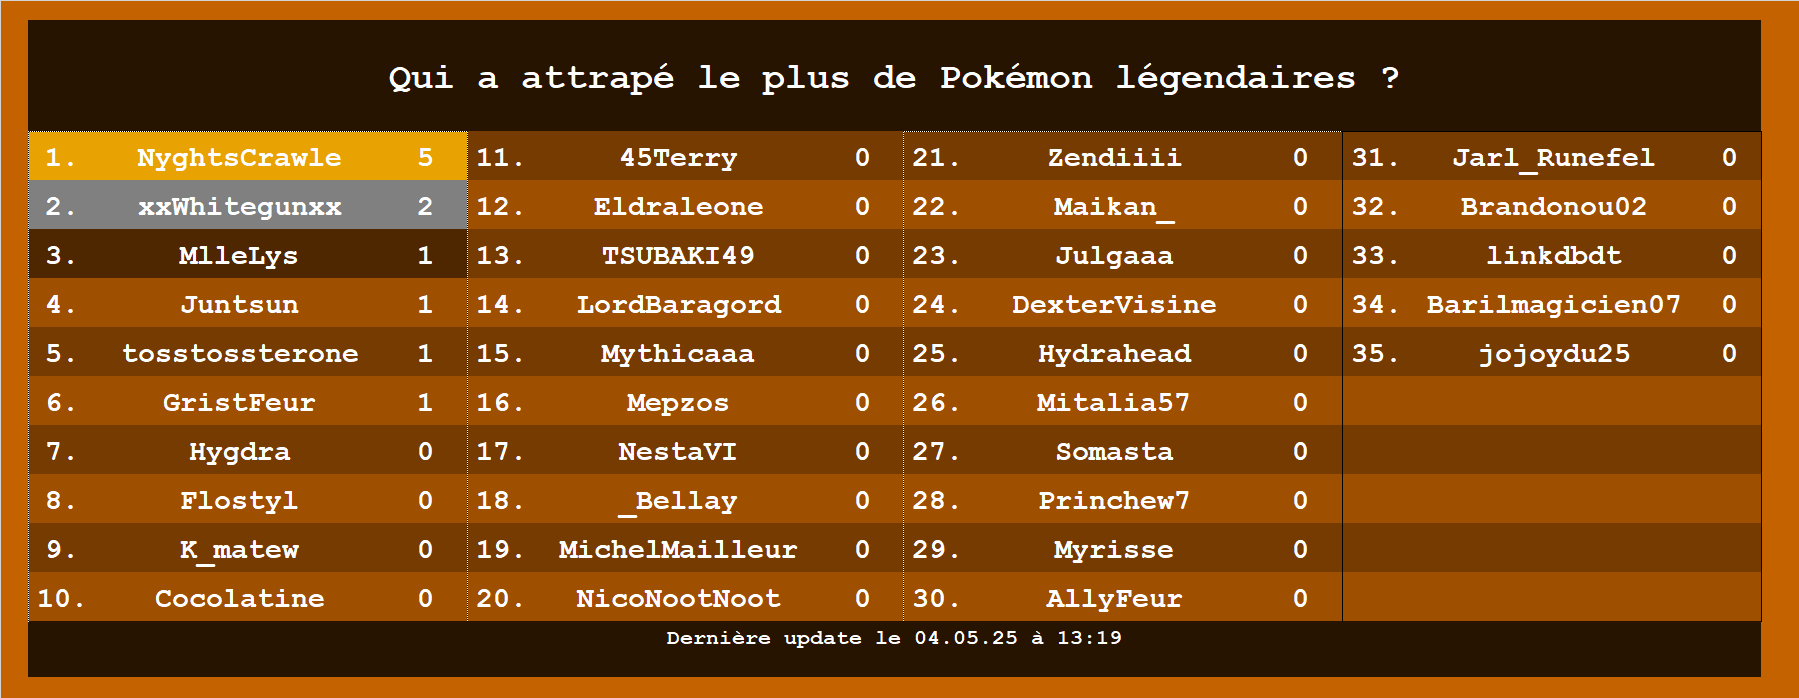 Qui a attrapé le plus de Pokémon légendaires ?
1. NyghtsCrawle 5
2. xxWhitegunxx 2
3. MlleLys 1
4. Juntsun 1
5. tosstossterone 1
6. GristFeur 1
7. Hygdra 0
8. Flostyl 0
9. K_matew 0
10. Cocolatine 0
11. 45Terry 0
12. Eldraleone 0
13. TSUBAKI49 0
14. LordBaragord 0
15. Mythicaaa 0
16. Mepzos 0
17. NestaVI 0
18. _Bellay 0
19. MichelMailleur 0
20. NicoNootNoot 0
21. Zendiiii 0
22. Maikan_ 0
23. Julgaaa 0
24. DexterVisine 0
25. Hydrahead 0
26. Mitalia57 0
27. Somasta 0
28. Princhew7 0
29. Myrisse 0
30. AllyFeur 0
31. Jarl_Runefel 0
32. Brandonou02 0
33. linkdbdt 0
34. Barilmagicien07 0
35. jojoydu25 0
Dernière update le 04.05.25 à 13:19